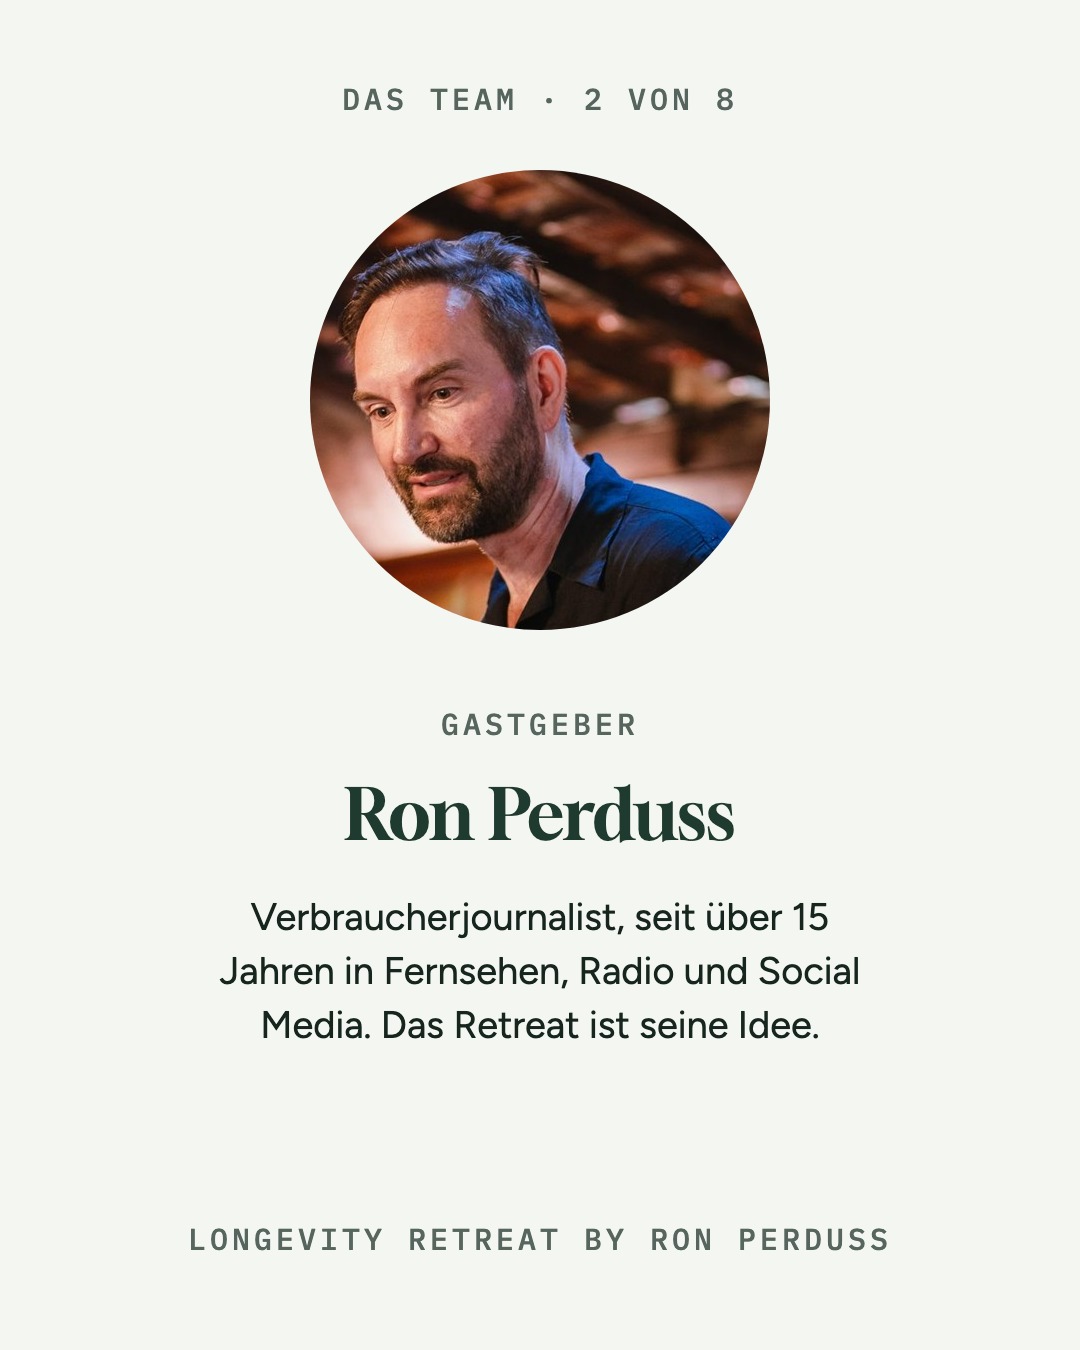 DAS TEAM · 2 VON 8
GASTGEBER
Ron Perduss
Verbraucherjournalist, seit über 15
Jahren in Fernsehen, Radio und Social
Media. Das Retreat ist seine Idee.
LONGEVITY RETREAT BY RON PERDUSS